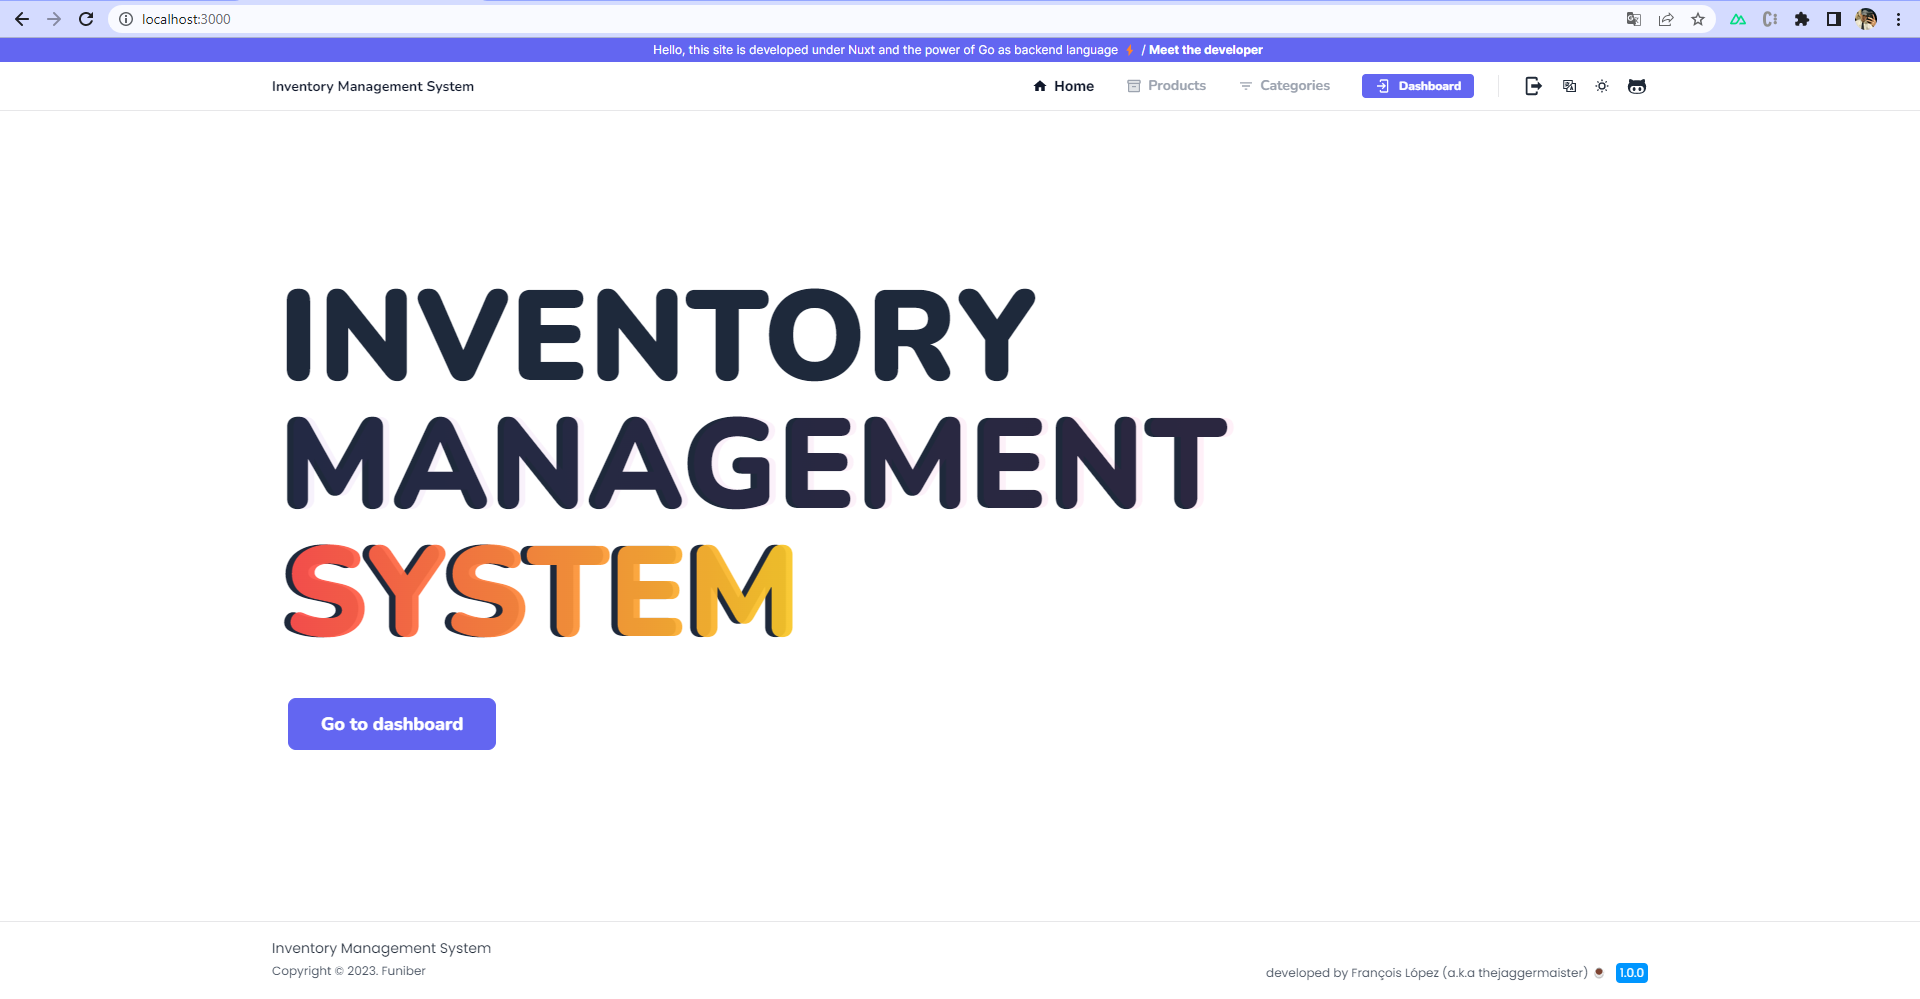 localhost:3000
Hello, this site is developed under Nuxt and the power of Go as backend language ⚡ / Meet the developer
Inventory Management System
Home
Products
Categories
Dashboard
INVENTORY
MANAGEMENT
SYSTEM
Go to dashboard
Inventory Management System
Copyright © 2023. Funiber
developed by François López (a.k.a thejaggermaister)
1.0.0